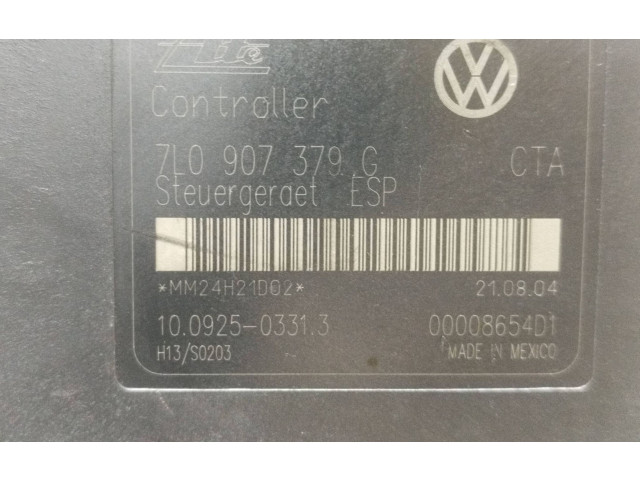 Controller
7L0 907 379 G CTA
Steuergeraet ESP
*MM24H21D02* 21.08.04
10.0925-0331.3 00008654D1
H13/S0203 MADE IN MEXICO